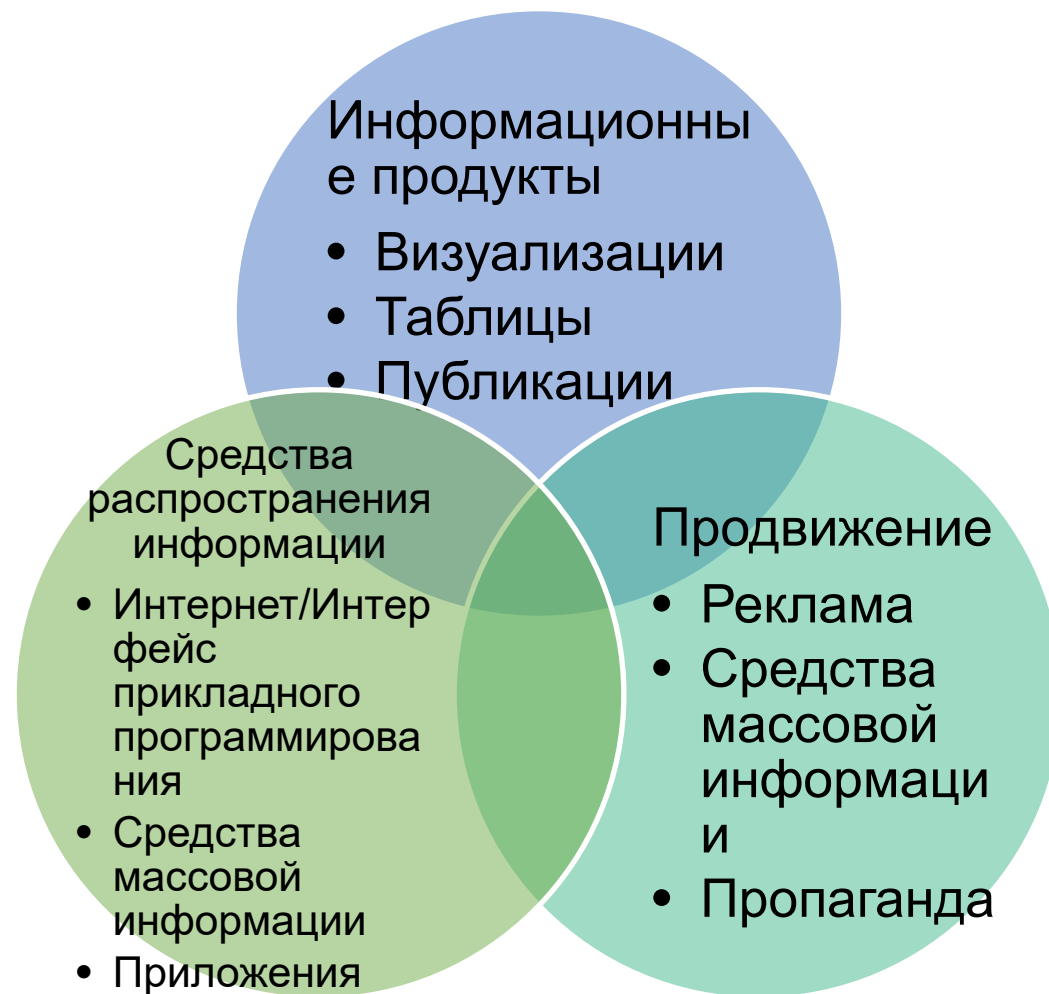 Информационны
е продукты
• Визуализации
• Таблицы
• Публикации
Средства
распространения
информации
• Интернет/Интер
фейс
прикладного
программирова
ния
• Средства
массовой
информации
• Приложения
Продвижение
• Реклама
• Средства
массовой
информаци
и
• Пропаганда